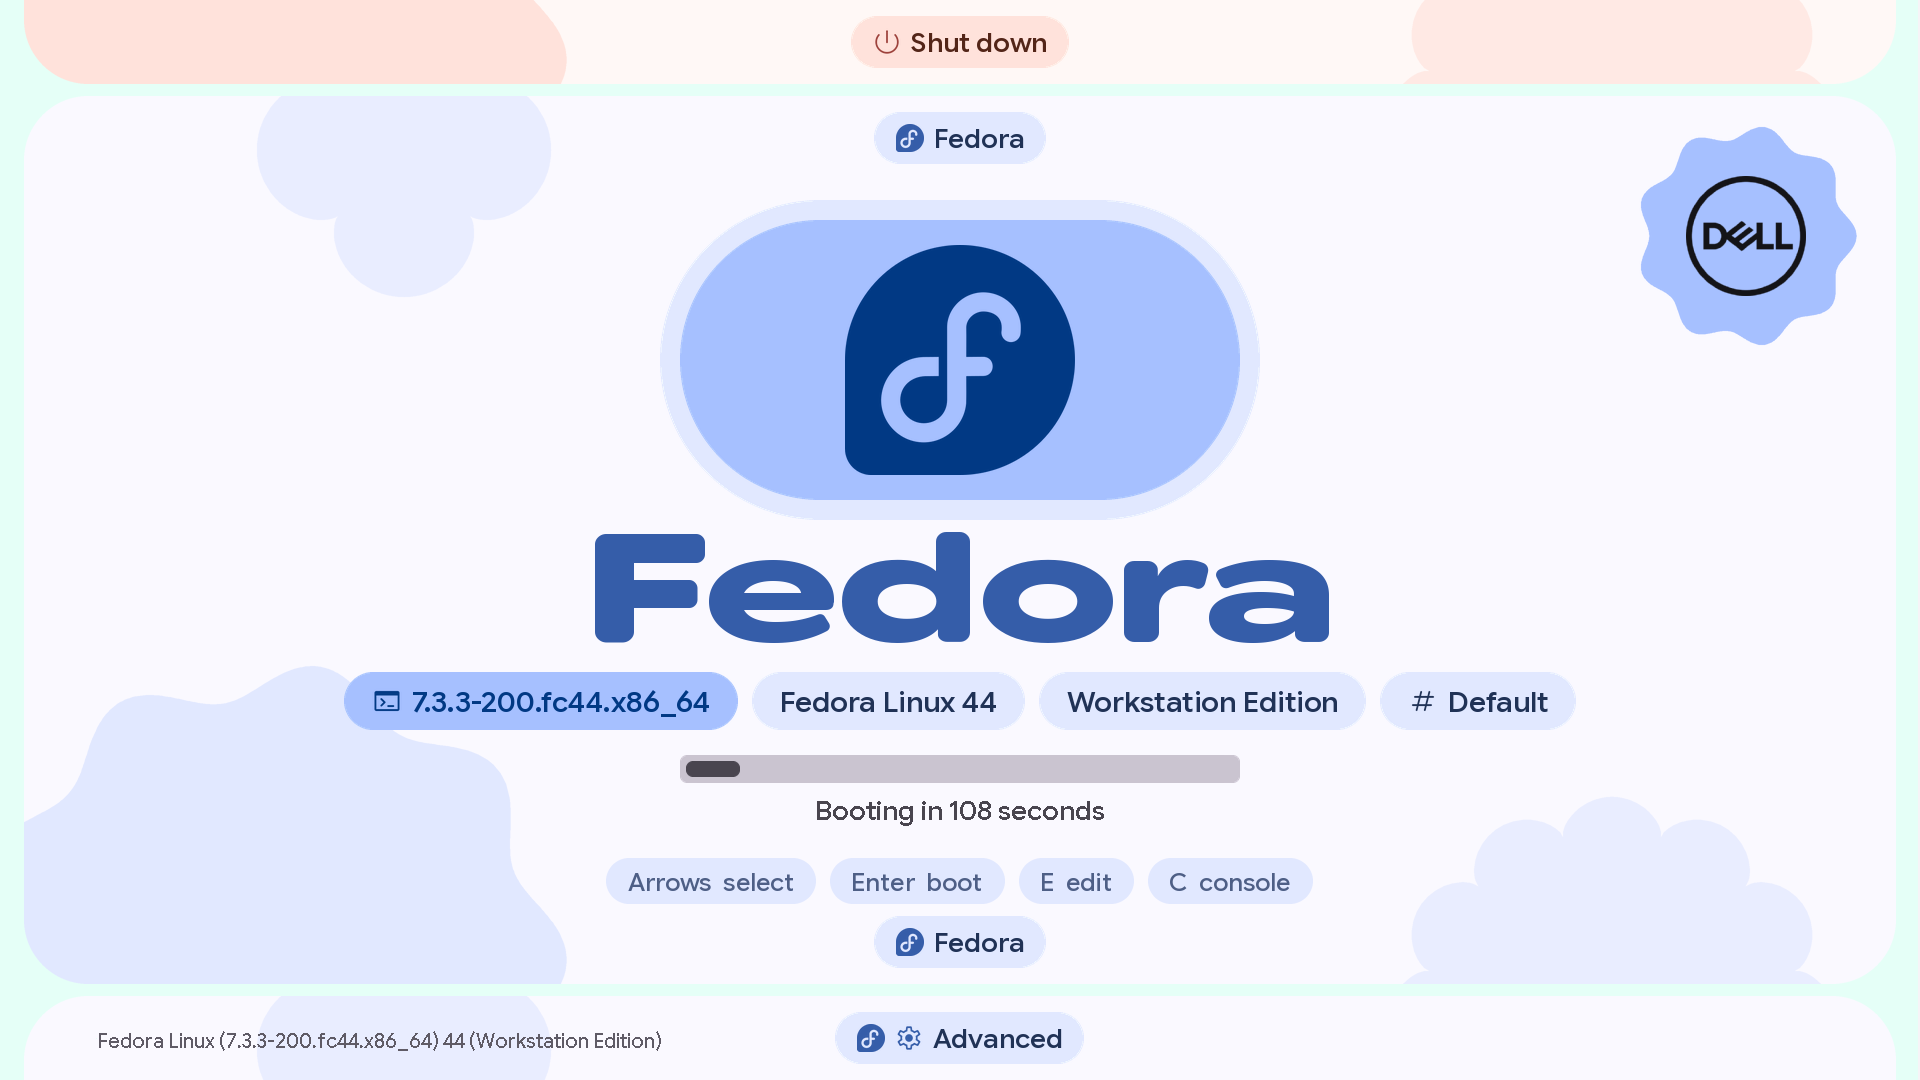 Shut down
Fedora
DELL
Fedora
7.3.3-200.fc44.x86_64
Fedora Linux 44
Workstation Edition
# Default
Booting in 108 seconds
Arrows select
Enter boot
E edit
C console
Fedora
Fedora Linux (7.3.3-200.fc44.x86_64) 44 (Workstation Edition)
Advanced